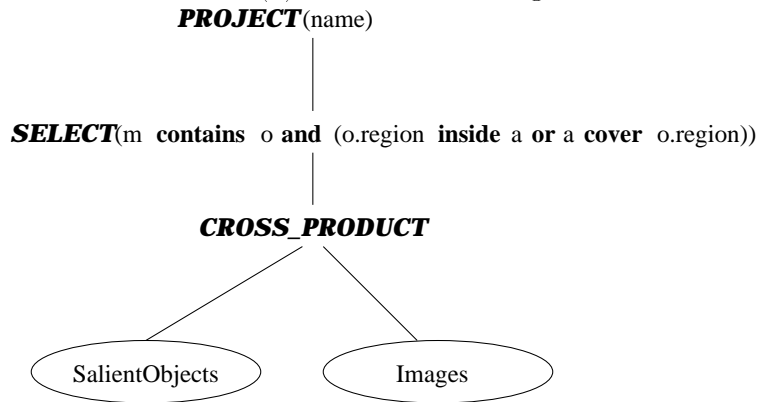 PROJECT(name)
SELECT(m contains o and (o.region inside a or a cover o.region))
CROSS_PRODUCT
SalientObjects Images